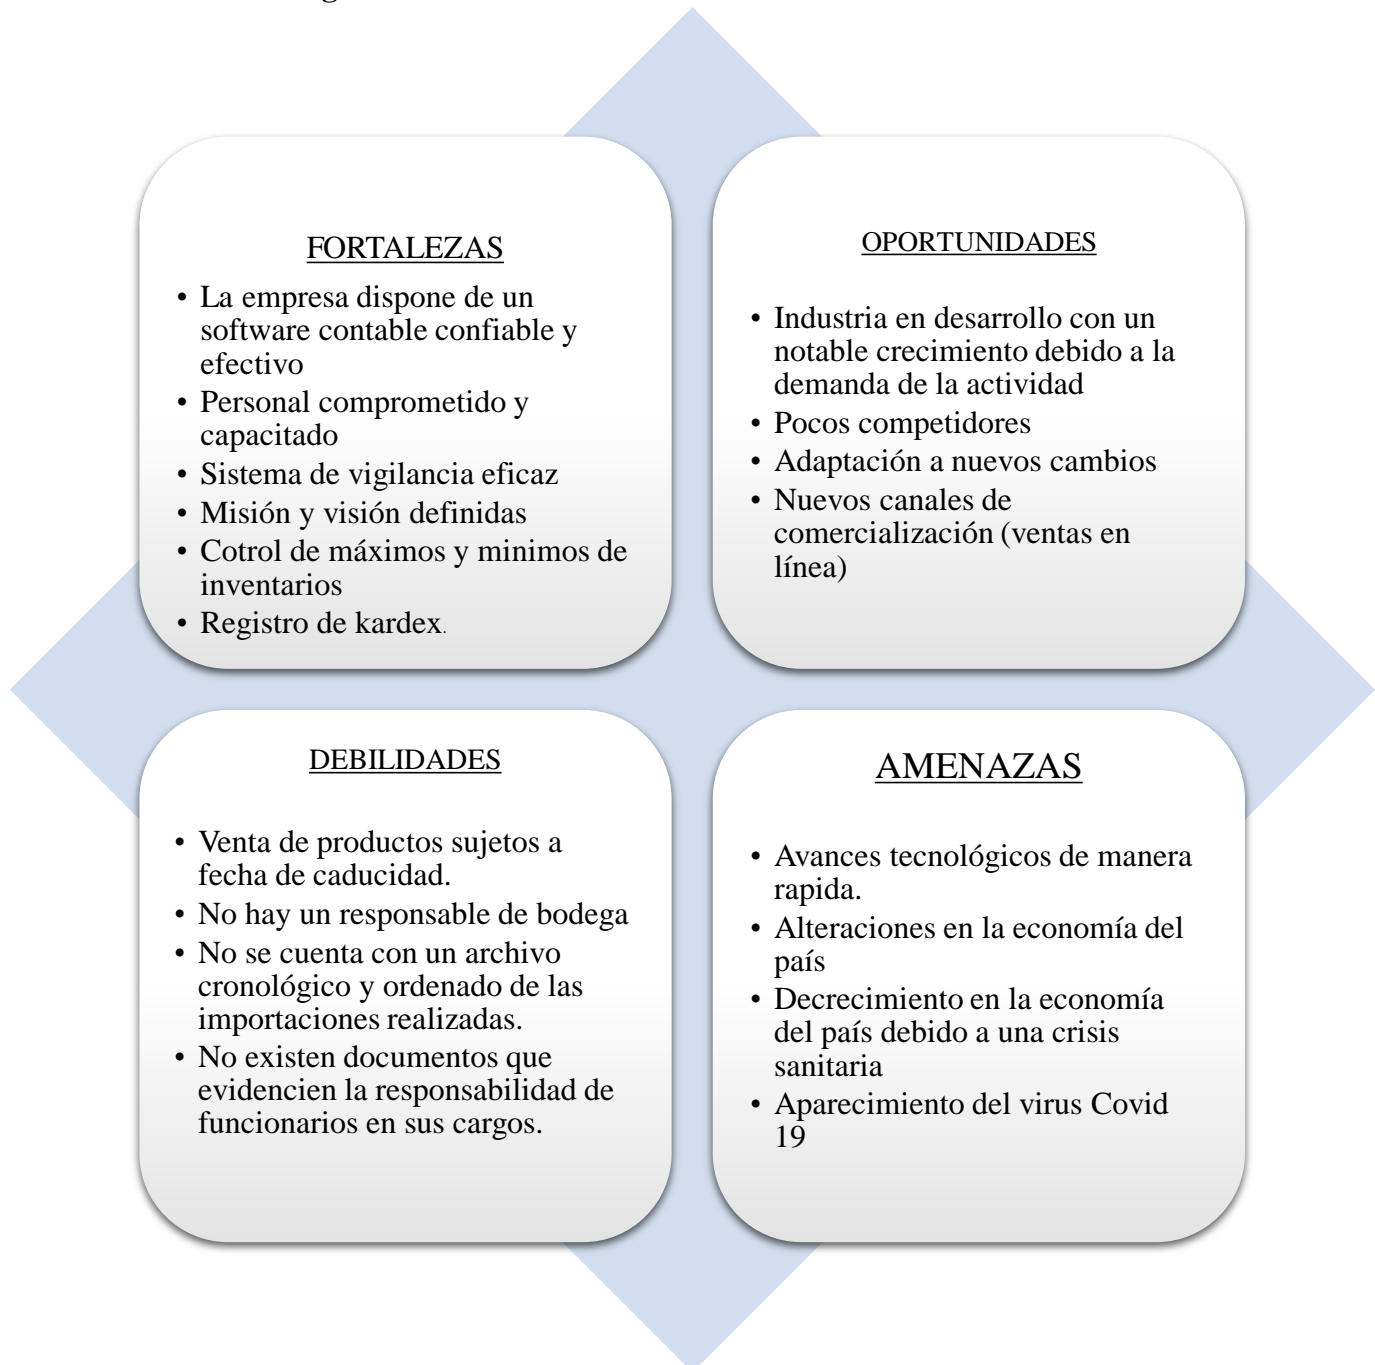 FORTALEZAS
• La empresa dispone de un
software contable confiable y
efectivo
• Personal comprometido y
capacitado
• Sistema de vigilancia eficaz
• Misión y visión definidas
• Cotrol de máximos y minimos de
inventarios
• Registro de kardex.
OPORTUNIDADES
• Industria en desarrollo con un
notable crecimiento debido a la
demanda de la actividad
• Pocos competidores
• Adaptación a nuevos cambios
• Nuevos canales de
comercialización (ventas en
línea)
DEBILIDADES
• Venta de productos sujetos a
fecha de caducidad.
• No hay un responsable de bodega
• No se cuenta con un archivo
cronológico y ordenado de las
importaciones realizadas.
• No existen documentos que
evidencien la responsabilidad de
funcionarios en sus cargos.
AMENAZAS
• Avances tecnológicos de manera
rapida.
• Alteraciones en la economía del
país
• Decrecimiento en la economía
del país debido a una crisis
sanitaria
• Aparecimiento del virus Covid
19